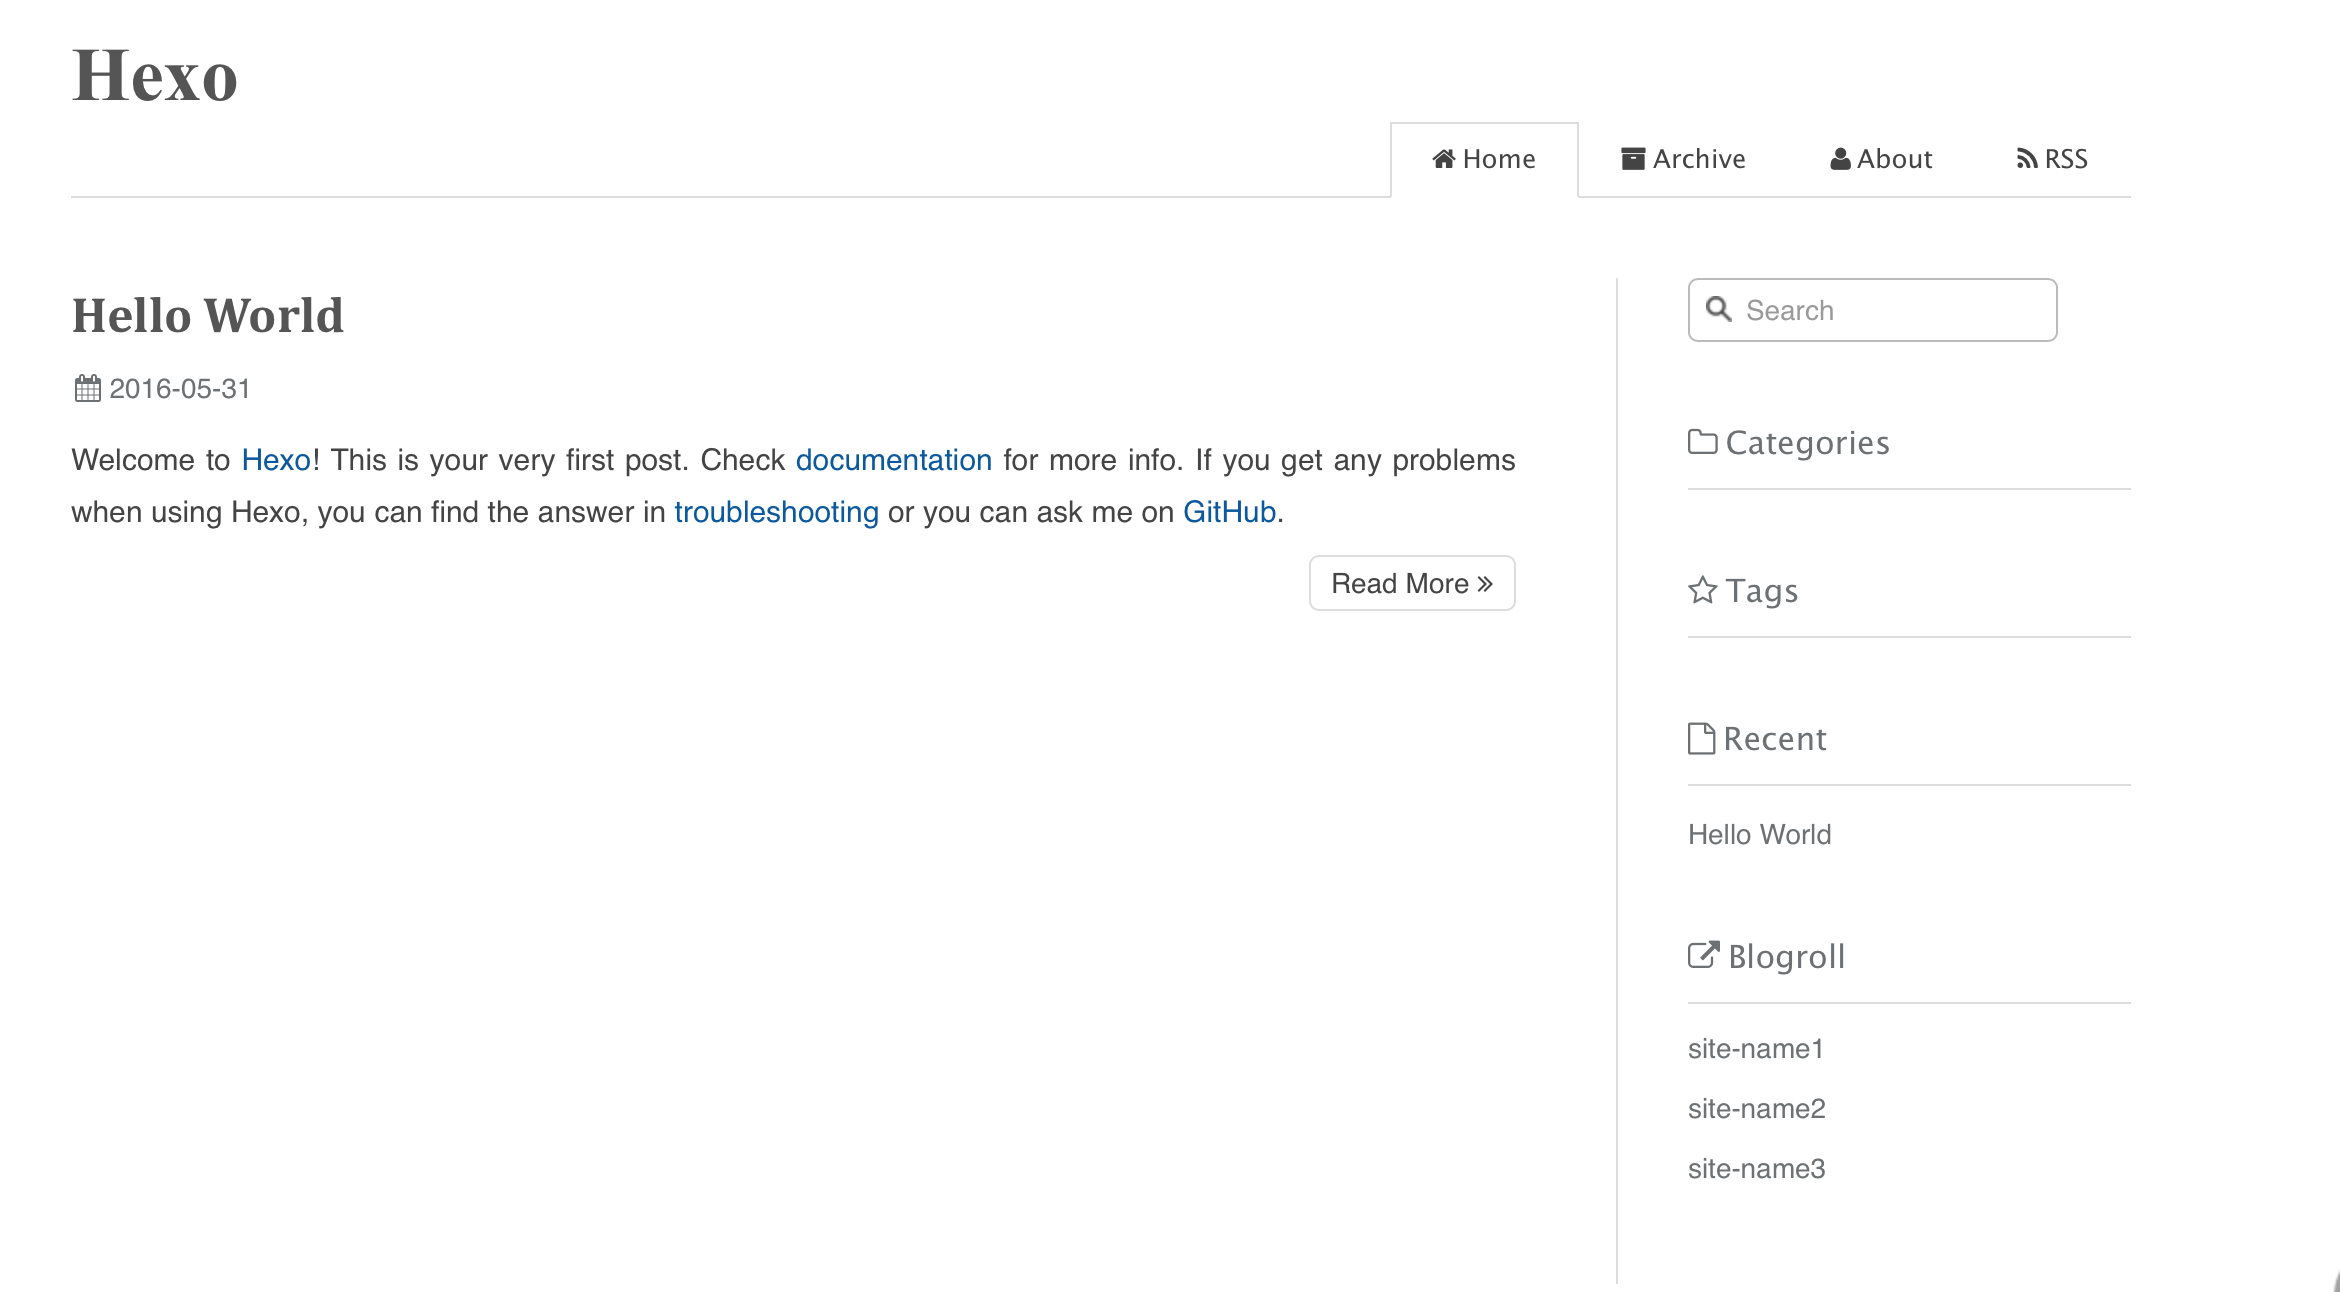 Hexo
Home
Archive
About
RSS
Hello World
2016-05-31
Welcome to Hexo! This is your very first post. Check documentation for more info. If you get any problems
when using Hexo, you can find the answer in troubleshooting or you can ask me on GitHub.
Read More »
Search
Categories
Tags
Recent
Hello World
Blogroll
site-name1
site-name2
site-name3